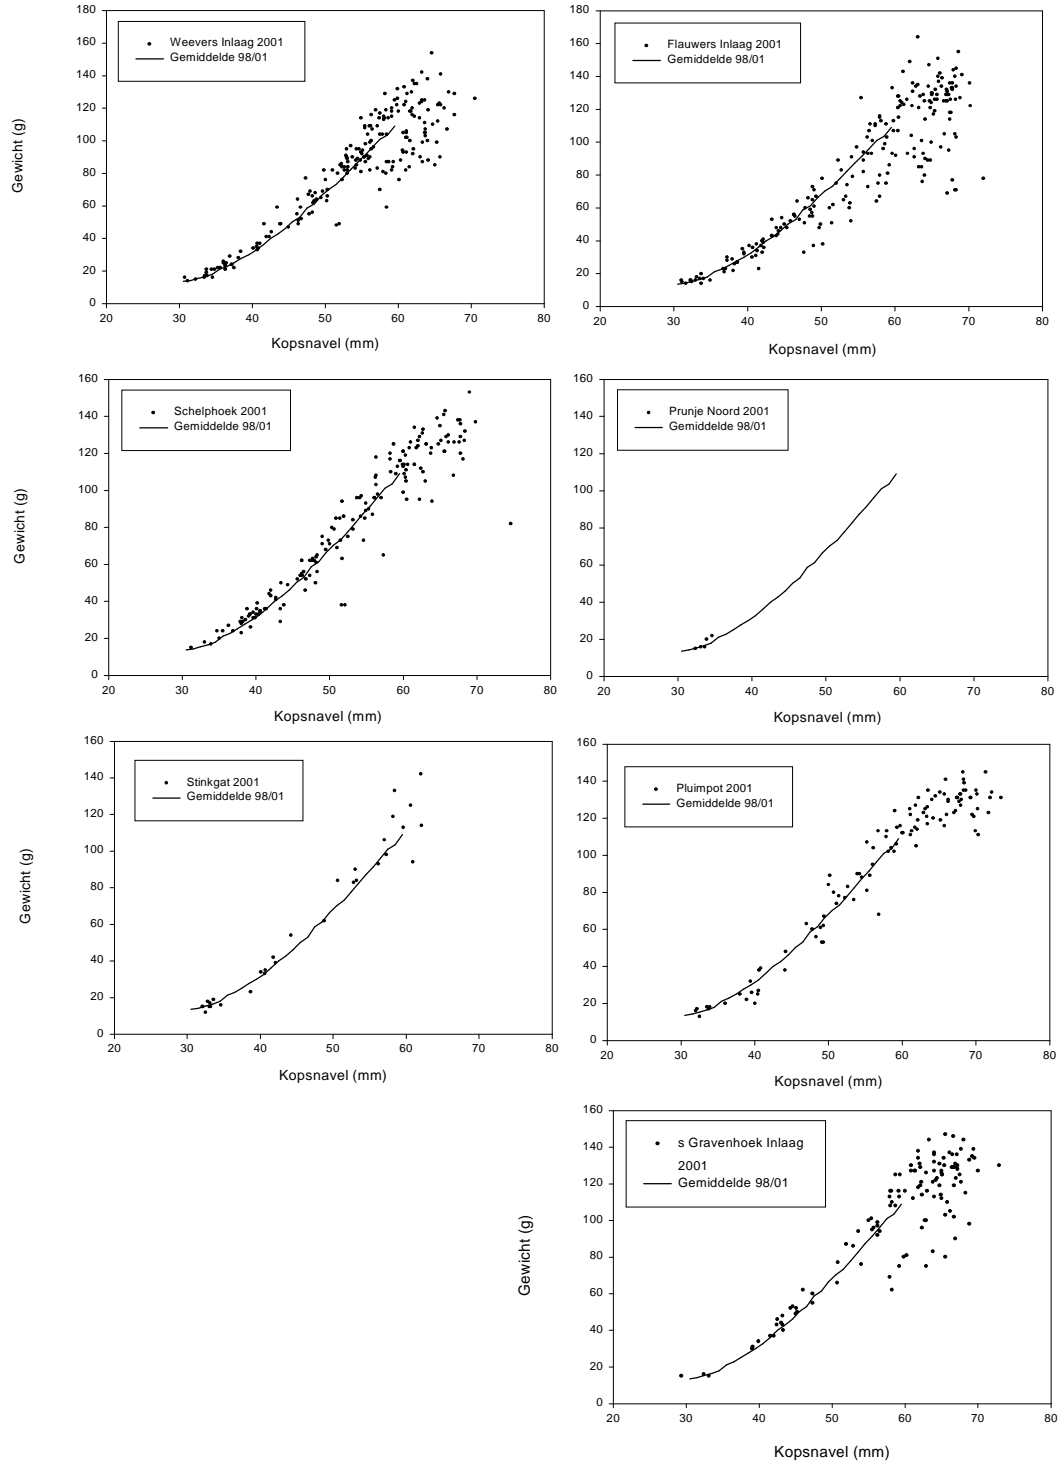 180
160
140
120
100
80
60
40
20
0
Weevers Inlaag 2001
Gemiddelde 98/01
20 30 40 50 60 70 80
Kopsnavel (mm)
Gewicht (g)
180
160
140
120
100
80
60
40
20
0
Flauwers Inlaag 2001
Gemiddelde 98/01
20 30 40 50 60 70 80
Kopsnavel (mm)
160
140
120
100
80
60
40
20
0
Schelphoek 2001
Gemiddelde 98/01
20 30 40 50 60 70 80
Kopsnavel (mm)
Gewicht (g)
160
140
120
100
80
60
40
20
0
Prunje Noord 2001
Gemiddelde 98/01
20 30 40 50 60 70 80
Kopsnavel (mm)
160
140
120
100
80
60
40
20
0
Stinkgat 2001
Gemiddelde 98/01
20 30 40 50 60 70 80
Kopsnavel (mm)
Gewicht (g)
160
140
120
100
80
60
40
20
0
Pluimpot 2001
Gemiddelde 98/01
20 30 40 50 60 70 80
Kopsnavel (mm)
160
140
120
100
80
60
40
20
0
s Gravenhoek Inlaag
2001
Gemiddelde 98/01
20 30 40 50 60 70 80
Kopsnavel (mm)
Gewicht (g)